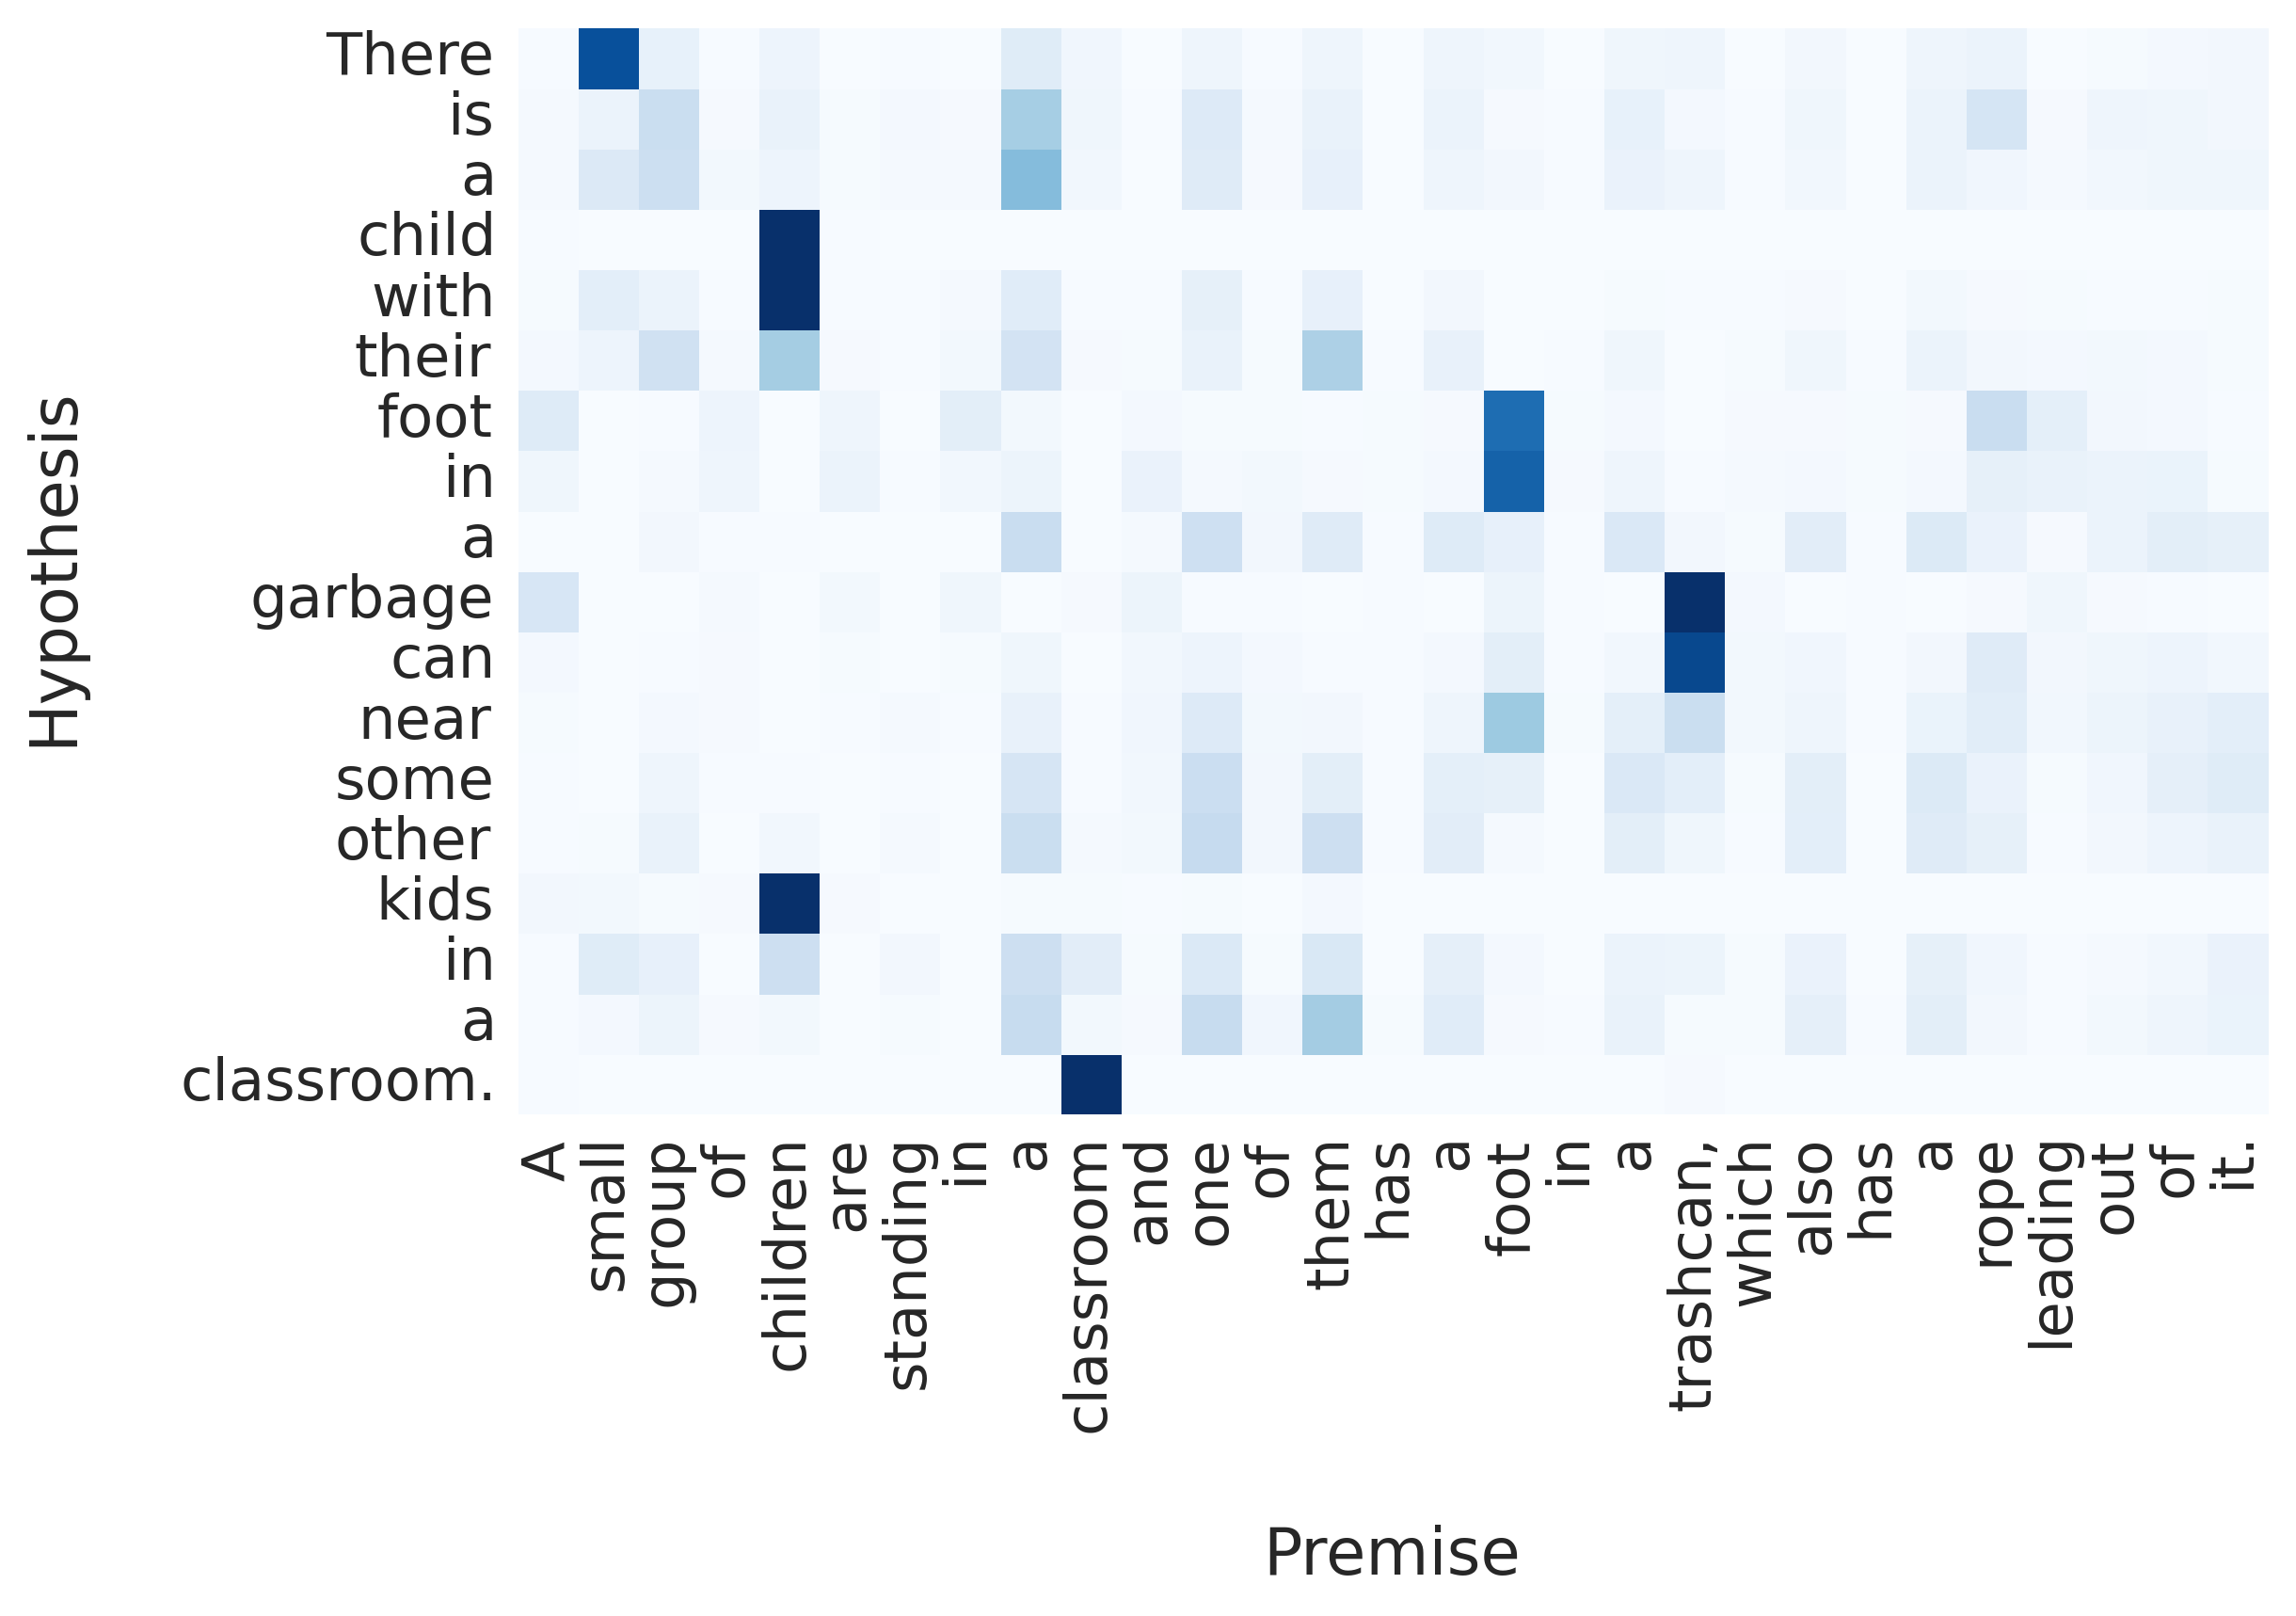 There
is
a
child
with
their
foot
in
a
garbage
can
near
some
other
kids
in
a
classroom.
Hypothesis
A
small
group
of
children
are
standing
in
a
classroom
and
one
of
them
has
a
foot
in
a
trashcan,
which
also
has
a
rope
leading
out
of
it.
Premise